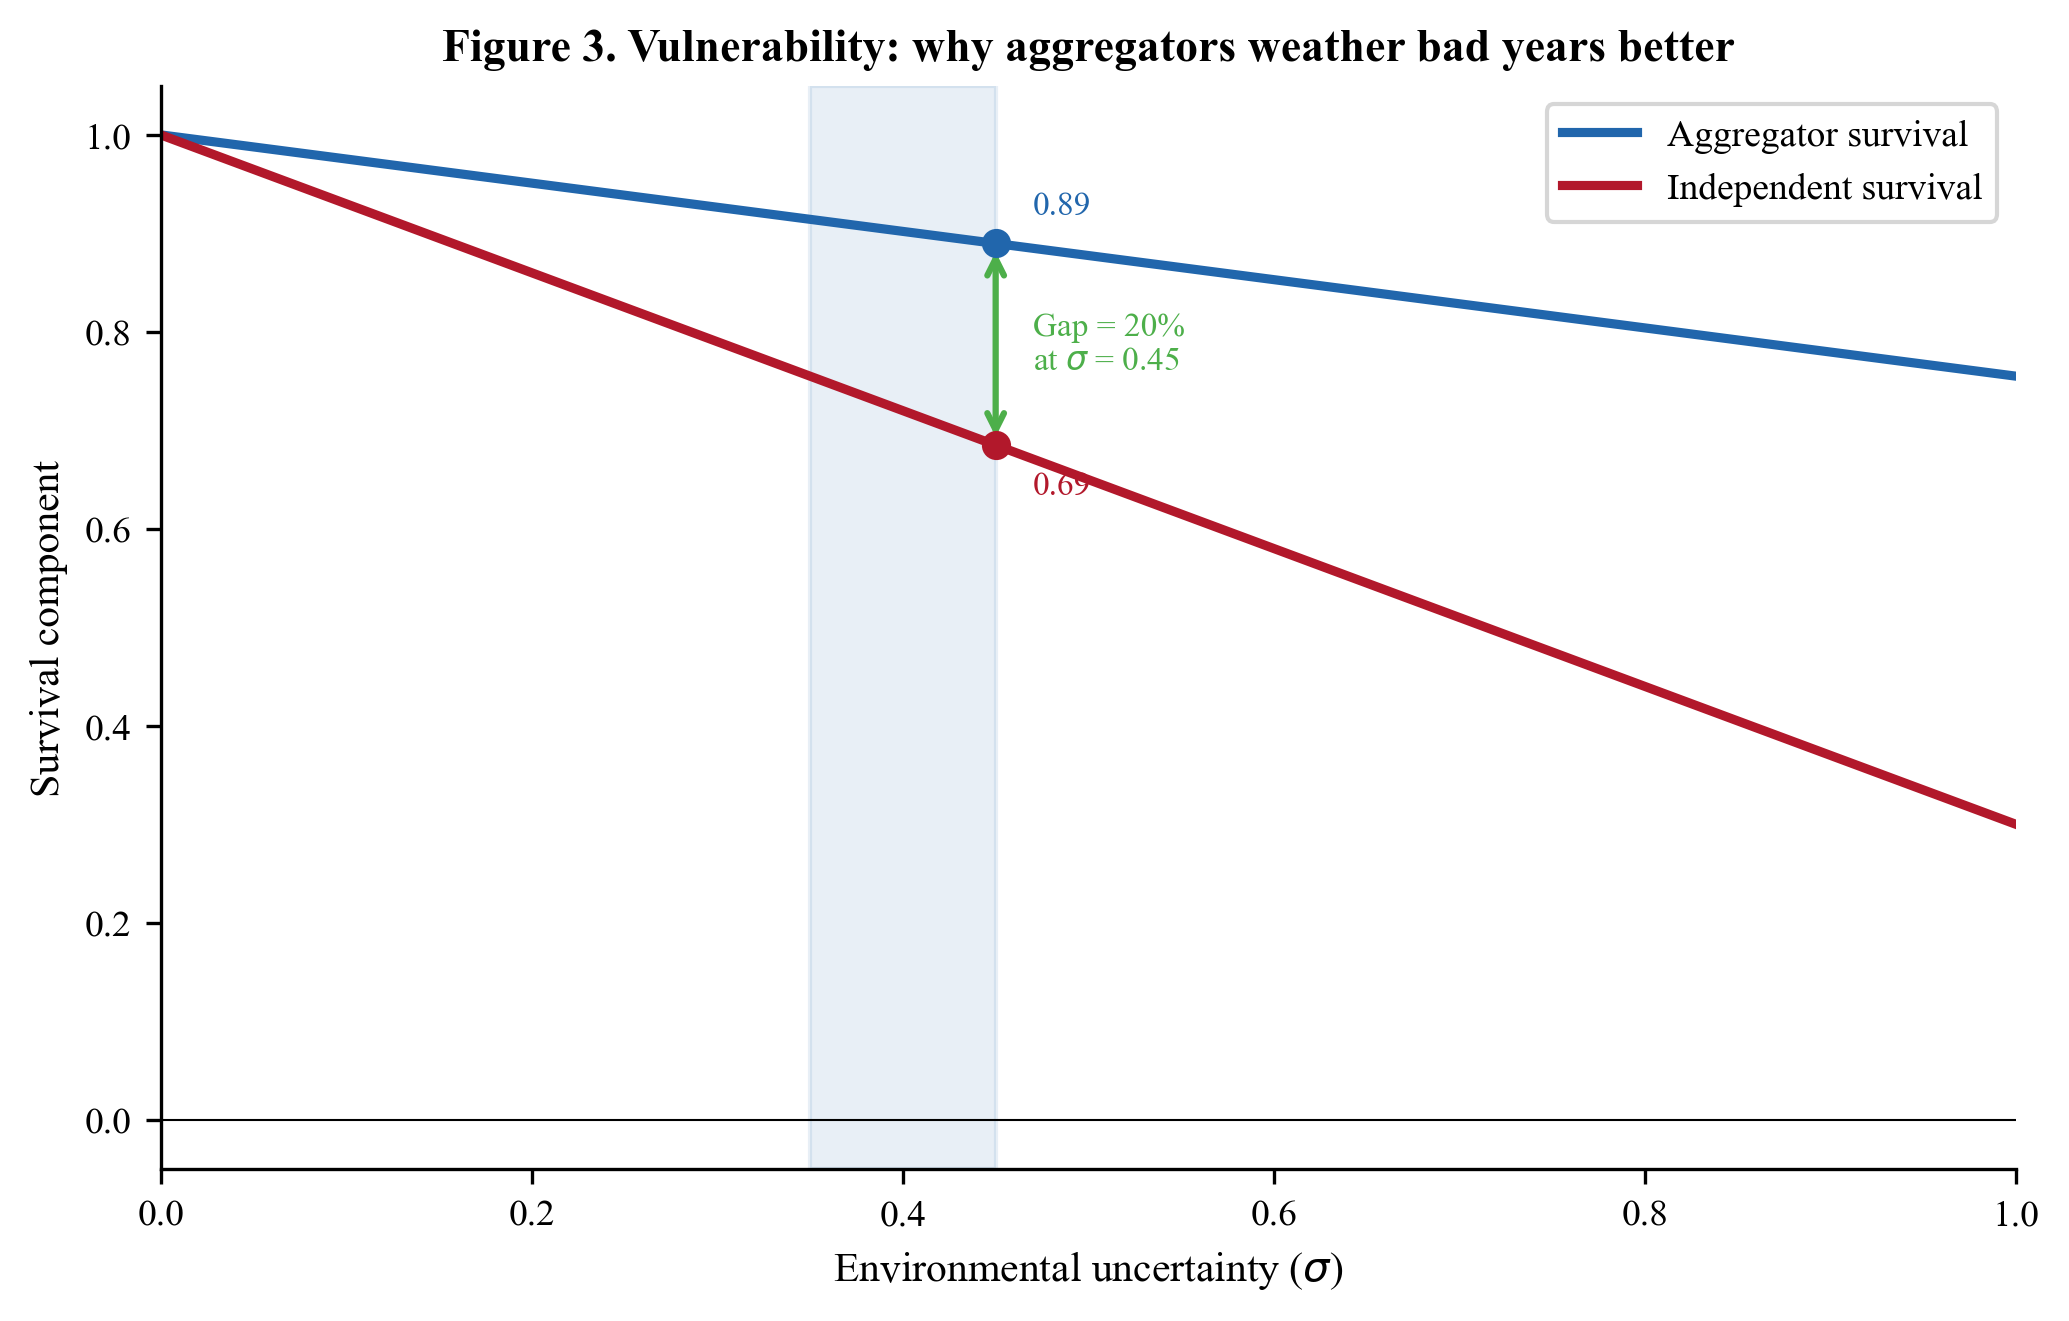 Figure 3. Vulnerability: why aggregators weather bad years better
Aggregator survival
Independent survival
1.0
0.8
0.6
0.4
0.2
0.0
Survival component
0.89
Gap = 20%
at σ = 0.45
0.69
0.0
0.2
0.4
0.6
0.8
1.0
Environmental uncertainty (σ)